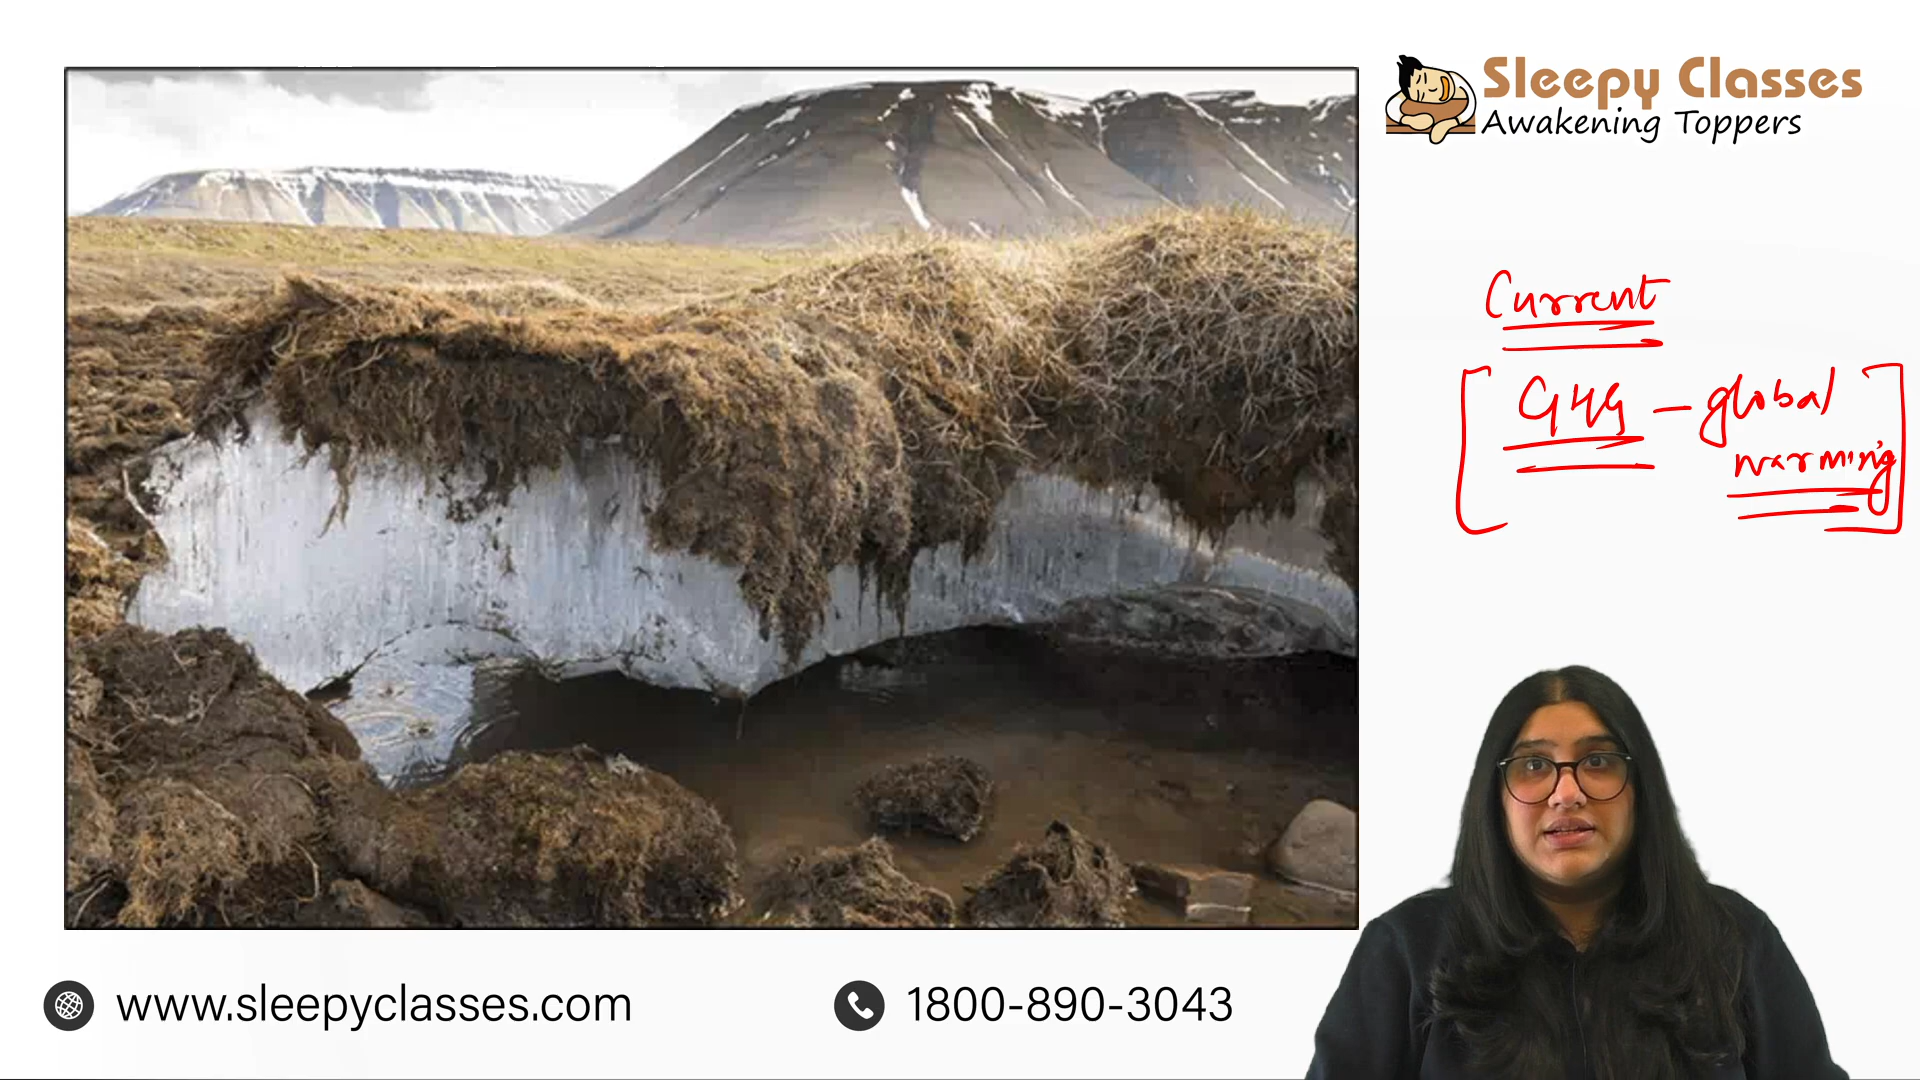 Sleepy Classes
Awakening Toppers
Current
GHG - global
warming
www.sleepyclasses.com
1800-890-3043